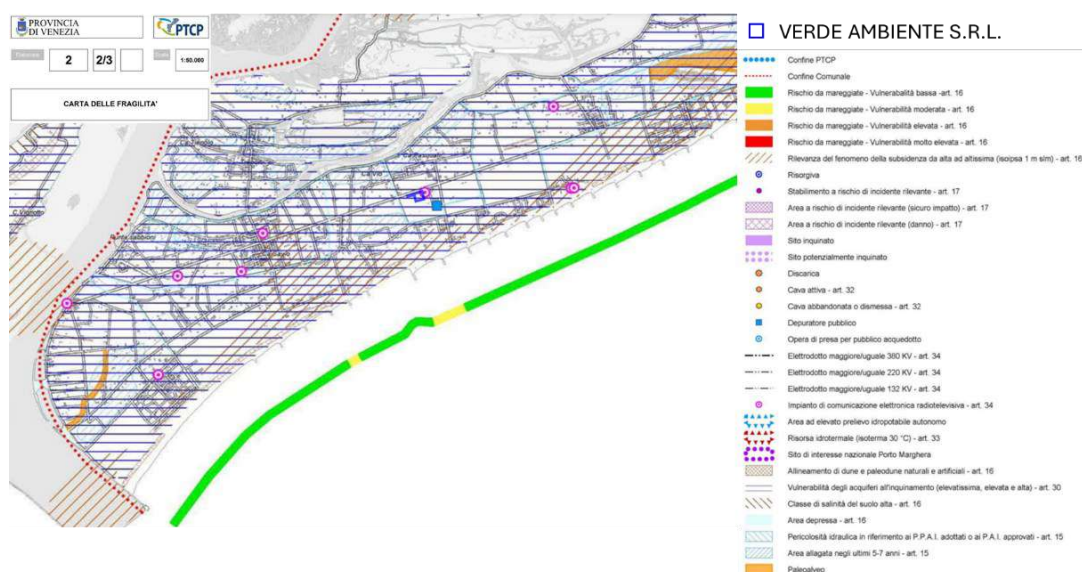 PROVINCIA
DI VENEZIA
PTCP
Elaborato
2
2/3
Scala
1:50.000
CARTA DELLE FRAGILITA'
C.Vignotto
Punta Sabbioni
VERDE AMBIENTE S.R.L.
Confine PTCP
Confine Comunale
Rischio da mareggiate - Vulnerabilità bassa -art. 16
Rischio da mareggiate - Vulnerabilità moderata - art. 16
Rischio da mareggiate - Vulnerabilità elevata - art. 16
Rischio da mareggiate - Vulnerabilità molto elevata - art. 16
Rilevanza del fenomeno della subsidenza da alta ad altissima (isoipsa 1 m slm) - art. 16
Risorgiva
Stabilimento a rischio di incidente rilevante - art. 17
Area a rischio di incidente rilevante (sicuro impatto) - art. 17
Area a rischio di incidente rilevante (danno) - art. 17
Sito inquinato
Sito potenzialmente inquinato
Discarica
Cava attiva - art. 32
Cava abbandonata o dismessa - art. 32
Depuratore pubblico
Opera di presa per pubblico acquedotto
Elettrodotto maggiore/uguale 380 KV - art. 34
Elettrodotto maggiore/uguale 220 KV - art. 34
Elettrodotto maggiore/uguale 132 KV - art. 34
Impianto di comunicazione elettronica radiotelevisiva - art. 34
Area ad elevato prelievo idropotabile autonomo
Risorsa idrotermale (isoterma 30 °C) - art. 33
Sito di interesse nazionale Porto Marghera
Allineamento di dune e paleodune naturali e artificiali - art. 16
Vulnerabilità degli acquiferi all'inquinamento (elevatissima, elevata e alta) - art. 30
Classe di salinità del suolo alta - art. 16
Area depressa - art. 16
Pericolosità idraulica in riferimento ai P.P.A.I. adottati o ai P.A.I. approvati - art. 15
Area allagata negli ultimi 5-7 anni - art. 15
Paleoalveo